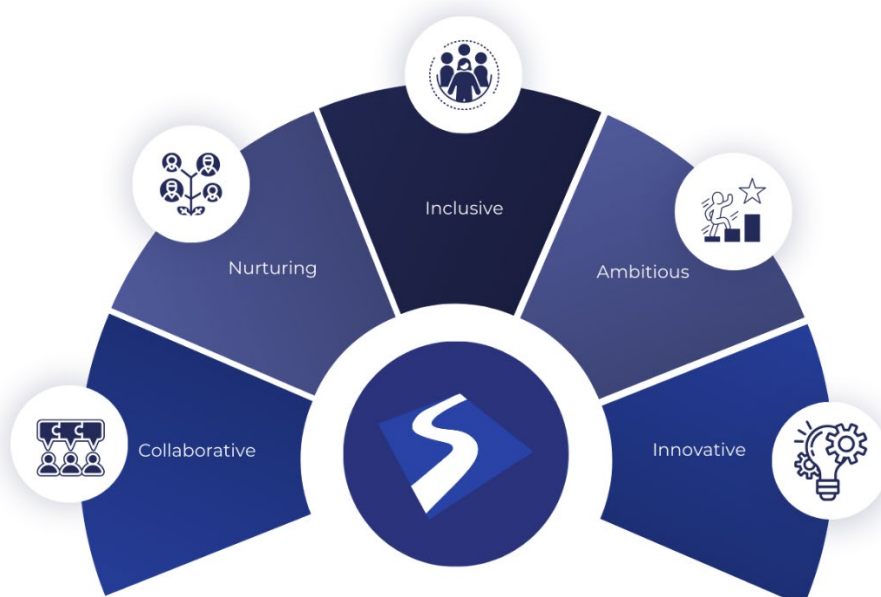 Inclusive
Nurturing
Ambitious
Collaborative
Innovative